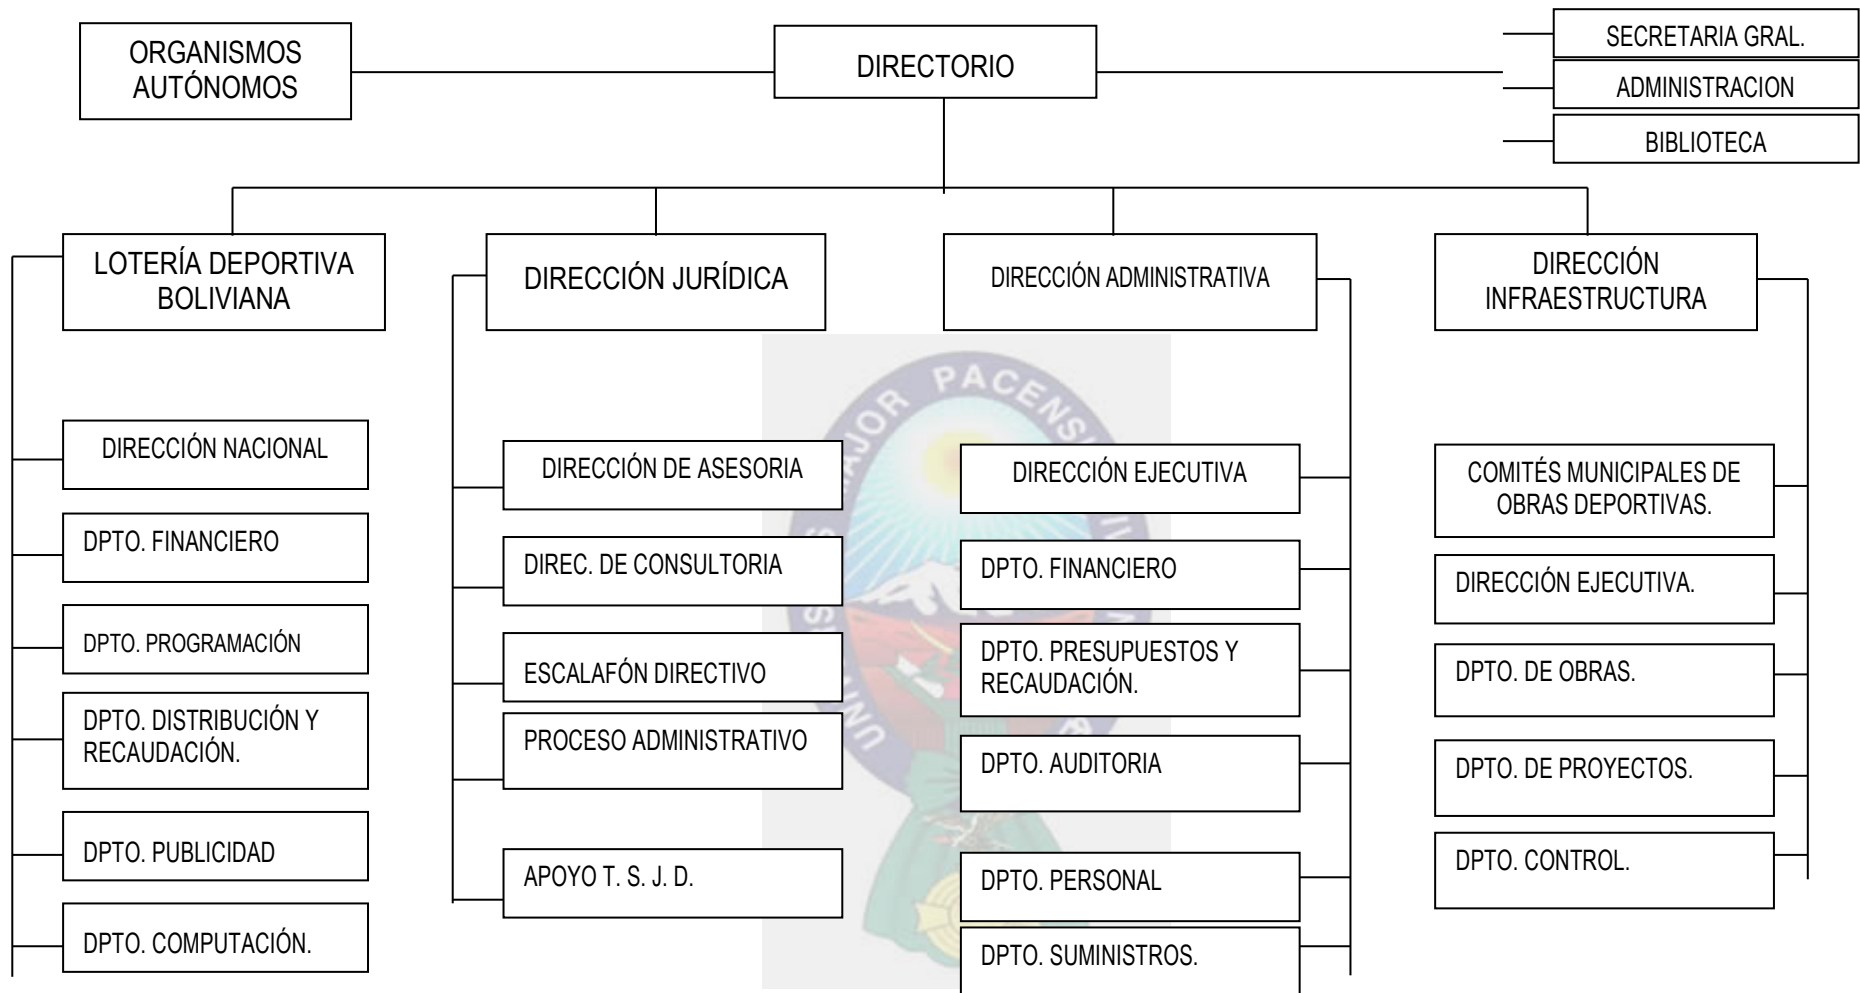 ORGANISMOS
AUTÓNOMOS
DIRECTORIO
SECRETARIA GRAL.
ADMINISTRACION
BIBLIOTECA
LOTERÍA DEPORTIVA
BOLIVIANA
DIRECCIÓN NACIONAL
DPTO. FINANCIERO
DPTO. PROGRAMACIÓN
DPTO. DISTRIBUCIÓN Y
RECAUDACIÓN.
DPTO. PUBLICIDAD
DPTO. COMPUTACIÓN.
DIRECCIÓN JURÍDICA
DIRECCIÓN DE ASESORIA
DIREC. DE CONSULTORIA
ESCALAFÓN DIRECTIVO
PROCESO ADMINISTRATIVO
APOYO T. S. J. D.
DIRECCIÓN ADMINISTRATIVA
DIRECCIÓN EJECUTIVA
DPTO. FINANCIERO
DPTO. PRESUPUESTOS Y
RECAUDACIÓN.
DPTO. AUDITORIA
DPTO. PERSONAL
DPTO. SUMINISTROS.
DIRECCIÓN
INFRAESTRUCTURA
COMITÉS MUNICIPALES DE
OBRAS DEPORTIVAS.
DIRECCIÓN EJECUTIVA.
DPTO. DE OBRAS.
DPTO. DE PROYECTOS.
DPTO. CONTROL.